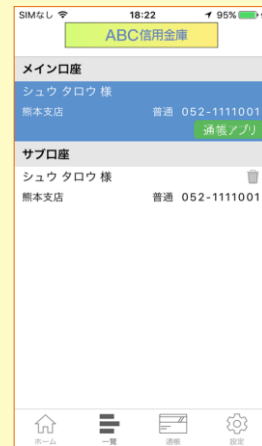 SIMなし 18:22 95%
ABC信用金庫
メイン口座
シュウ タロウ 様
熊本支店 普通 052-1111001
通帳アプリ
サブ口座
シュウ タロウ 様
熊本支店 普通 052-1111001
ホーム 一覧 通帳 設定